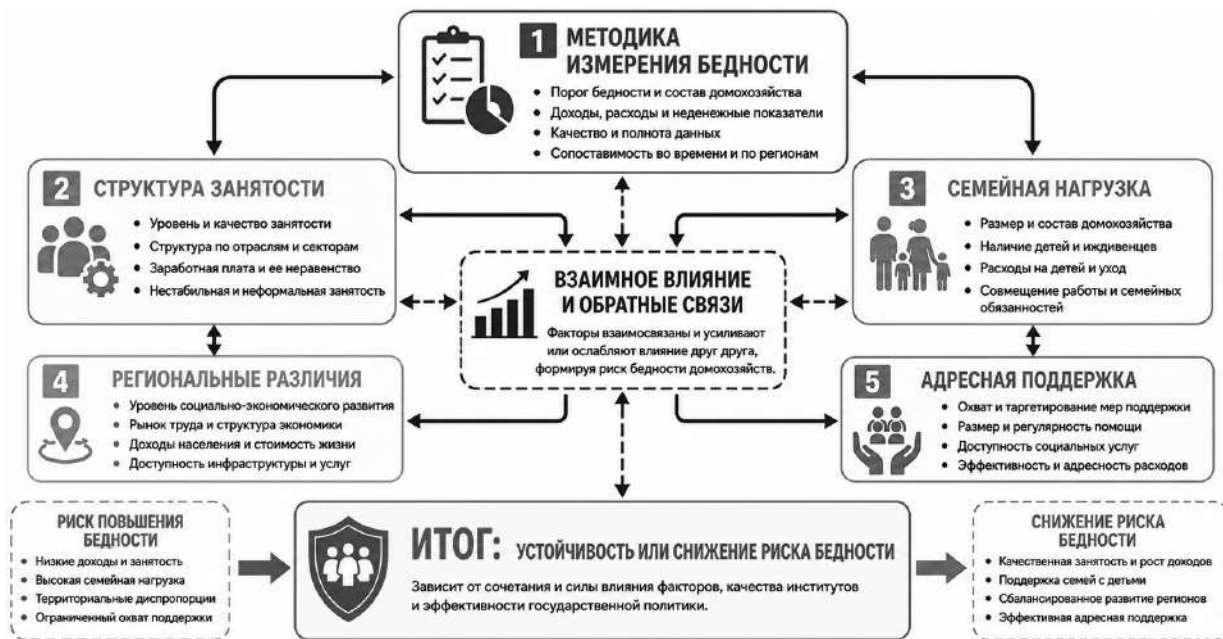 1 МЕТОДИКА
ИЗМЕРЕНИЯ БЕДНОСТИ
• Порог бедности и состав домохозяйства
• Доходы, расходы и неденежные показатели
• Качество и полнота данных
• Сопоставимость во времени и по регионам
2 СТРУКТУРА ЗАНЯТОСТИ
• Уровень и качество занятости
• Структура по отраслям и секторам
• Заработная плата и ее неравенство
• Нестабильная и неформальная занятость
3 СЕМЕЙНАЯ НАГРУЗКА
• Размер и состав домохозяйства
• Наличие детей и иждивенцев
• Расходы на детей и уход
• Совмещение работы и семейных
обязанностей
ВЗАИМНОЕ ВЛИЯНИЕ
И ОБРАТНЫЕ СВЯЗИ
Факторы взаимосвязаны и усиливают
или ослабляют влияние друг друга,
формируя риск бедности домохозяйств.
4 РЕГИОНАЛЬНЫЕ РАЗЛИЧИЯ
• Уровень социально-экономического развития
• Рынок труда и структура экономики
• Доходы населения и стоимость жизни
• Доступность инфраструктуры и услуг
5 АДРЕСНАЯ ПОДДЕРЖКА
• Охват и таргетирование мер поддержки
• Размер и регулярность помощи
• Доступность социальных услуг
• Эффективность и адресность расходов
РИСК ПОВЫШЕНИЯ
БЕДНОСТИ
• Низкие доходы и занятость
• Высокая семейная нагрузка
• Территориальные диспропорции
• Ограниченный охват поддержки
ИТОГ: УСТОЙЧИВОСТЬ ИЛИ СНИЖЕНИЕ РИСКА БЕДНОСТИ
Зависит от сочетания и силы влияния факторов, качества институтов
и эффективности государственной политики.
СНИЖЕНИЕ РИСКА
БЕДНОСТИ
• Качественная занятость и рост доходов
• Поддержка семей с детьми
• Сбалансированное развитие регионов
• Эффективная адресная поддержка